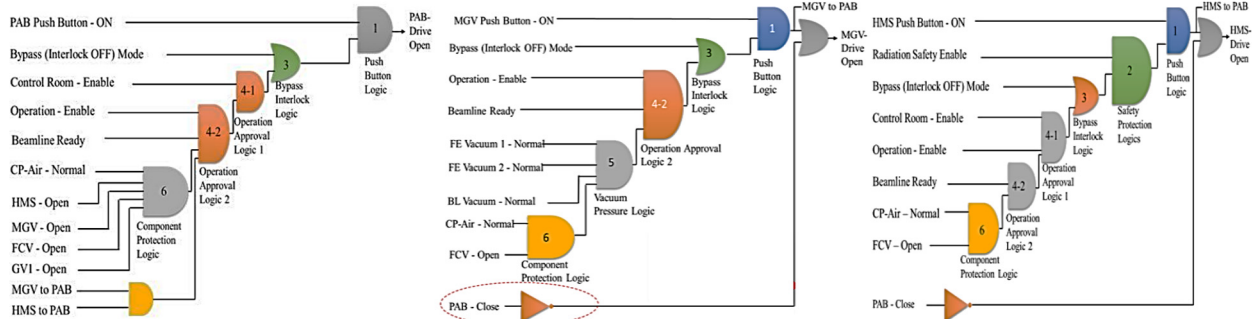 PAB Push Button - ON
1
PAB-
Drive
Open
Push
Button
Logic
Bypass (Interlock OFF) Mode
3
Bypass
Interlock
Logic
Control Room - Enable
4-1
Operation
Approval
Logic 1
Operation - Enable
4-2
Beamline Ready
Operation
Approval
Logic 2
CP-Air - Normal
6
HMS - Open
MGV - Open
Component
Protection
Logic
FCV - Open
GV1 - Open
MGV to PAB
HMS to PAB
MGV to PAB
MGV Push Button - ON
1
MGV-
Drive
Open
Push
Button
Logic
Bypass (Interlock OFF) Mode
3
Bypass
Interlock
Logic
Operation - Enable
4-2
Beamline Ready
Operation Approval
Logic 2
FE Vacuum 1 - Normal
5
FE Vacuum 2 - Normal
BL Vacuum - Normal
Vacuum
Pressure Logic
CP-Air - Normal
6
FCV - Open
Component
Protection Logic
PAB - Close
HMS to PAB
HMS Push Button - ON
1
HMS-
Drive
Open
Push
Button
Logic
Radiation Safety Enable
2
Safety
Protection
Logics
Bypass (Interlock OFF) Mode
3
Bypass
Interlock
Logic
Control Room - Enable
4-1
Operation - Enable
Operation
Approval
Logic 1
Beamline Ready
4-2
Operation
Approval
Logic 2
CP-Air – Normal
6
FCV – Open
Component
Protection Logic
PAB - Close